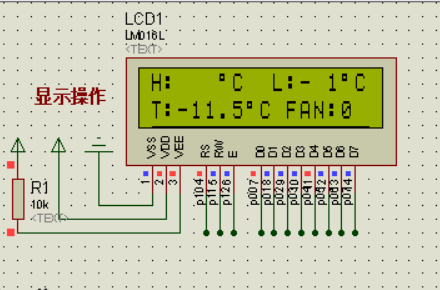 LCD1
LM016L
<TEXT>
显示操作
H: °C L:- 1°C
T:-11.5°C FAN:0
VSS VDD VEE RS RW E D0 D1 D2 D3 D4 D5 D6 D7
1 2 3
R1
10k
<TEXT>